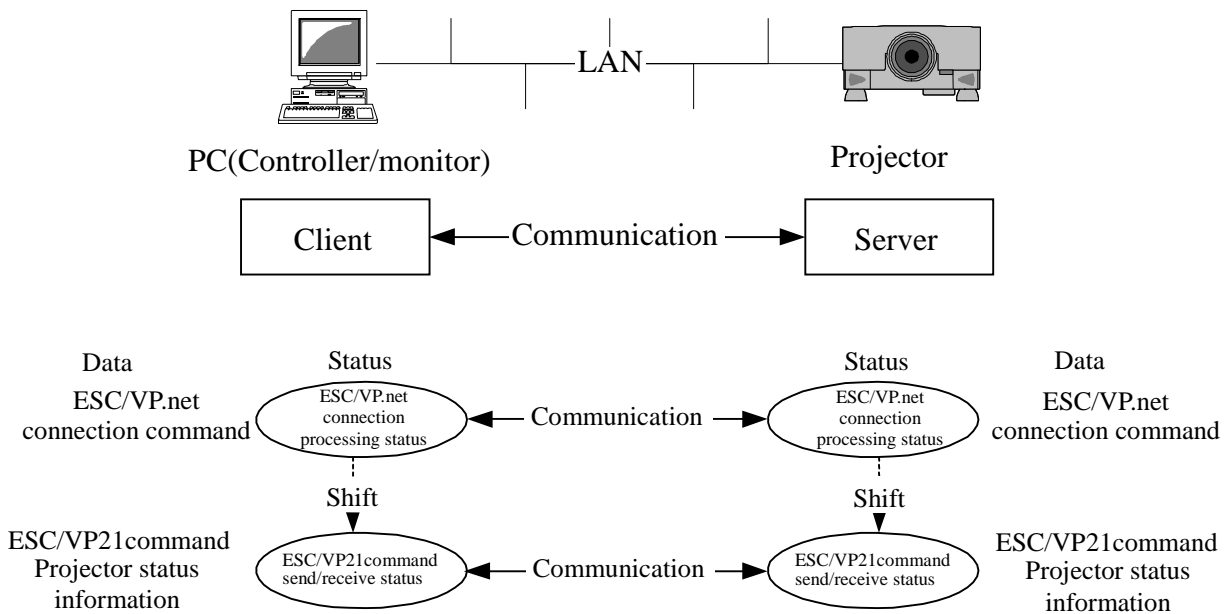 LAN
PC(Controller/monitor)
Projector
Client
Communication
Server
Data
Status
Status
Data
ESC/VP.net
connection command
ESC/VP.net
connection
processing status
Communication
ESC/VP.net
connection
processing status
ESC/VP.net
connection command
Shift
Shift
ESC/VP21command
Projector status
information
ESC/VP21command
send/receive status
Communication
ESC/VP21command
send/receive status
ESC/VP21command
Projector status
information